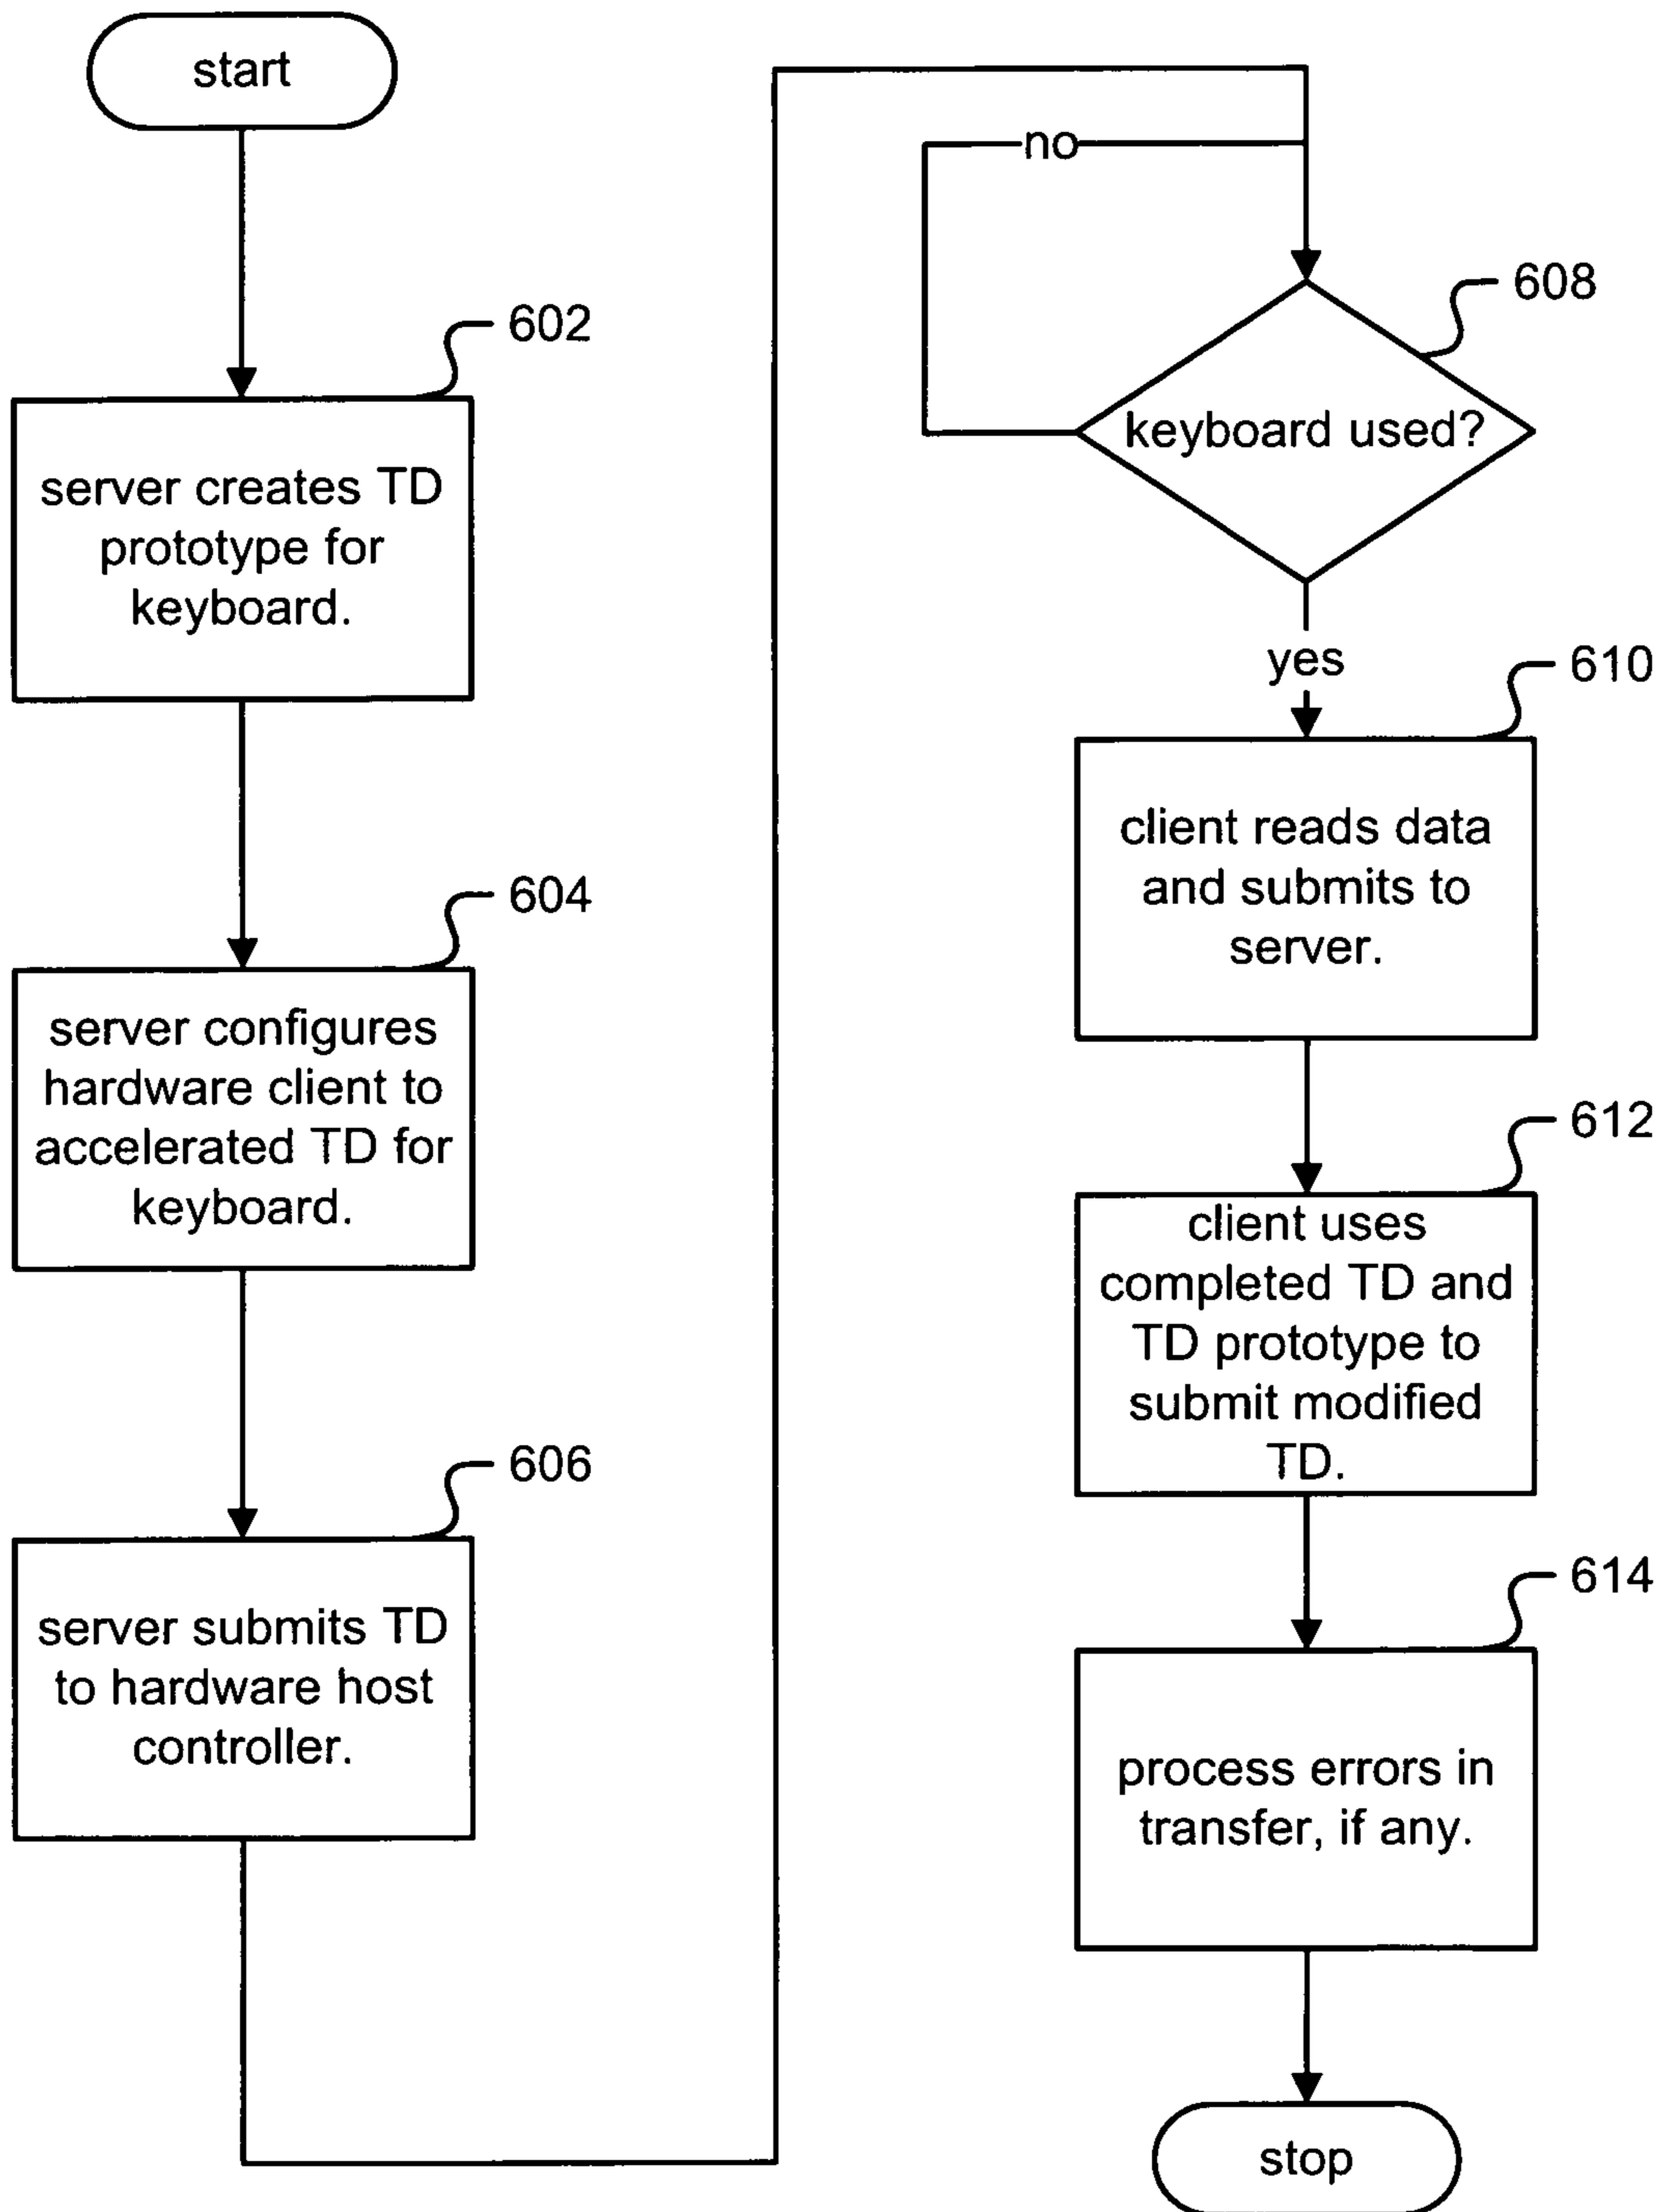 start
602
server creates TD
prototype for
keyboard.
604
server configures
hardware client to
accelerated TD for
keyboard.
606
server submits TD
to hardware host
controller.
no
608
keyboard used?
yes
610
client reads data
and submits to
server.
612
client uses
completed TD and
TD prototype to
submit modified
TD.
614
process errors in
transfer, if any.
stop